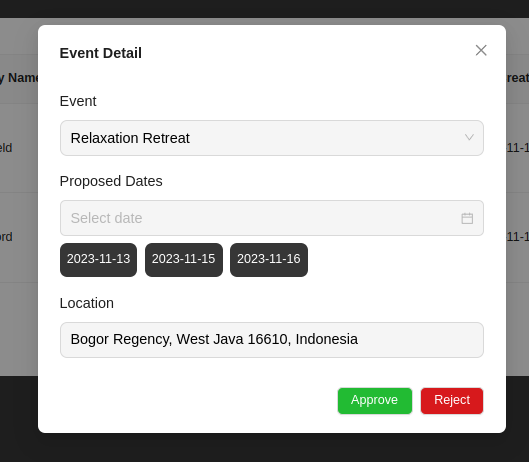 Event Detail
y Name
reat
Event
Relaxation Retreat
eld
11-1
Proposed Dates
Select date
ord
11-1
2023-11-13 2023-11-15 2023-11-16
Location
Bogor Regency, West Java 16610, Indonesia
Approve Reject